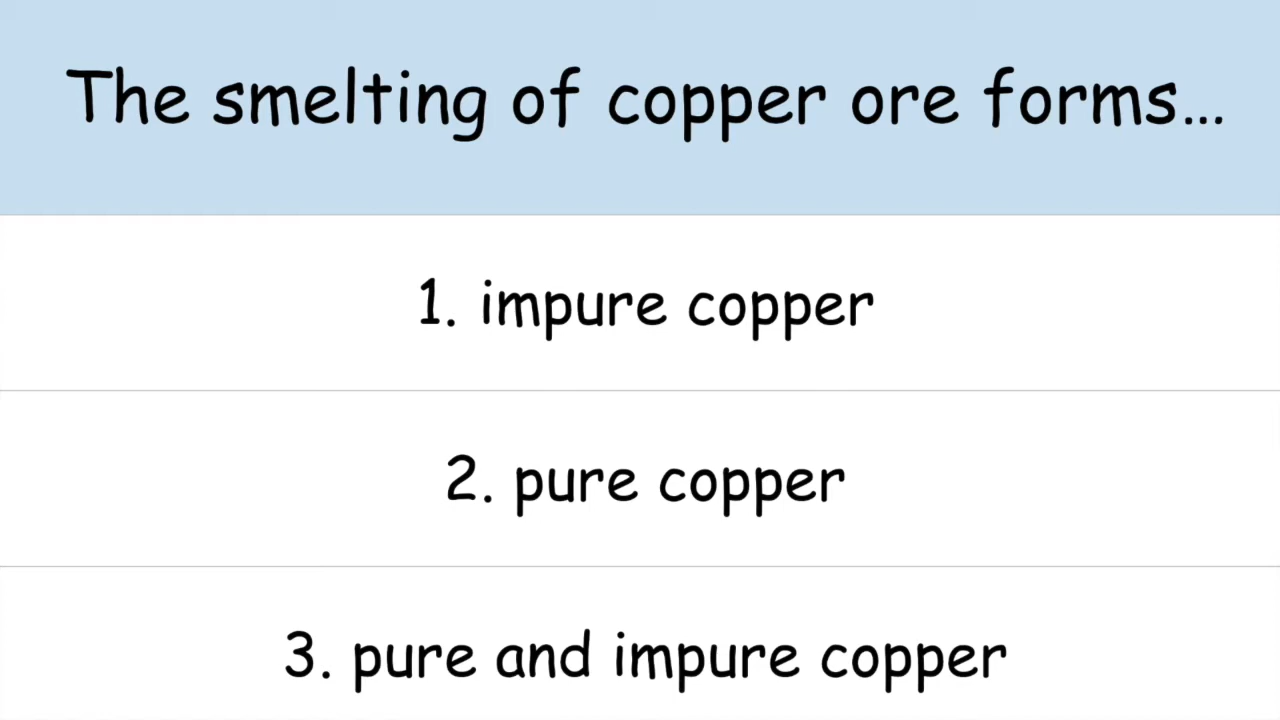 The smelting of copper ore forms...
1. impure copper
2. pure copper
3. pure and impure copper